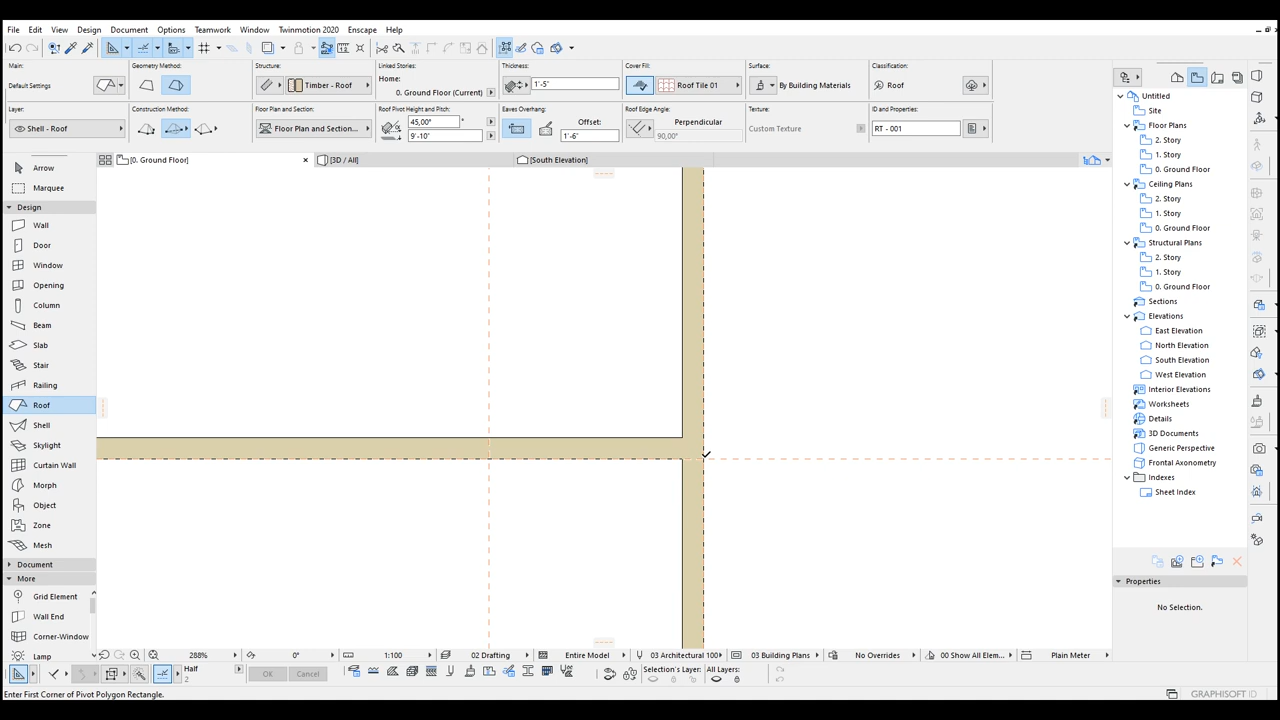 File Edit View Design Document Options Teamwork Window Twinmotion 2020 Enscape Help
Main: Geometry Method: Structure: Linked Stories: Thickness: Cover Fill: Surface: Classification:
Default Settings Timber - Roof Home: 1'-5" Roof Tile 01 By Building Materials Roof
0. Ground Floor (Current)
Layer: Construction Method: Floor Plan and Section: Roof Pivot Height and Pitch: Eaves Overhang: Roof Edge Angle: Texture: ID and Properties:
Shell - Roof Floor Plan and Section... 45,00° Offset: Perpendicular Custom Texture RT - 001
9'-10" 1'-6" 90,00°
[0. Ground Floor] [3D / All] [South Elevation]
Arrow
Marquee
Design
Wall
Door
Window
Opening
Column
Beam
Slab
Stair
Railing
Roof
Shell
Skylight
Curtain Wall
Morph
Object
Zone
Mesh
Document
More
Grid Element
Wall End
Corner-Window
Lamp
Untitled
Site
Floor Plans
2. Story
1. Story
0. Ground Floor
Ceiling Plans
2. Story
1. Story
0. Ground Floor
Structural Plans
2. Story
1. Story
0. Ground Floor
Sections
Elevations
East Elevation
North Elevation
South Elevation
West Elevation
Interior Elevations
Worksheets
Details
3D Documents
Generic Perspective
Frontal Axonometry
Indexes
Sheet Index
Properties
No Selection.
288% 0° 1:100 02 Drafting Entire Model 03 Architectural 100 03 Building Plans No Overrides 00 Show All Elem... Plain Meter
Half
2
OK Cancel
Selection's Layer: All Layers:
Enter First Corner of Pivot Polygon Rectangle.
GRAPHISOFT ID